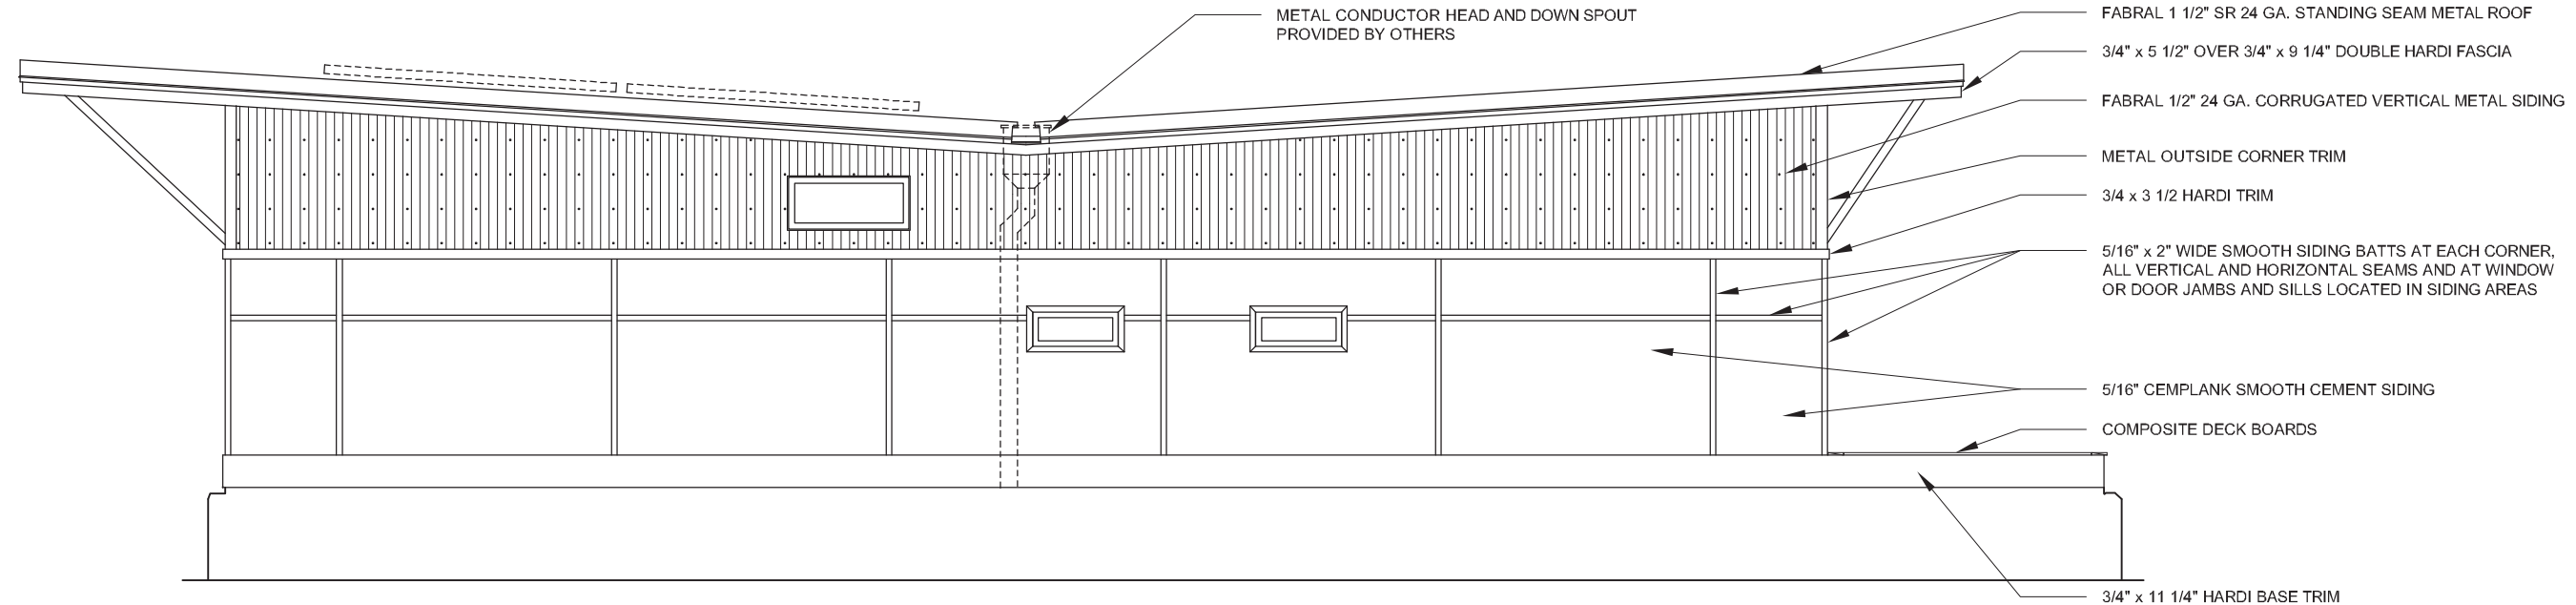 METAL CONDUCTOR HEAD AND DOWN SPOUT
PROVIDED BY OTHERS
FABRAL 1 1/2" SR 24 GA. STANDING SEAM METAL ROOF
3/4" x 5 1/2" OVER 3/4" x 9 1/4" DOUBLE HARDI FASCIA
FABRAL 1/2" 24 GA. CORRUGATED VERTICAL METAL SIDING
METAL OUTSIDE CORNER TRIM
3/4 x 3 1/2 HARDI TRIM
5/16" x 2" WIDE SMOOTH SIDING BATTS AT EACH CORNER,
ALL VERTICAL AND HORIZONTAL SEAMS AND AT WINDOW
OR DOOR JAMBS AND SILLS LOCATED IN SIDING AREAS
5/16" CEMPLANK SMOOTH CEMENT SIDING
COMPOSITE DECK BOARDS
3/4" x 11 1/4" HARDI BASE TRIM